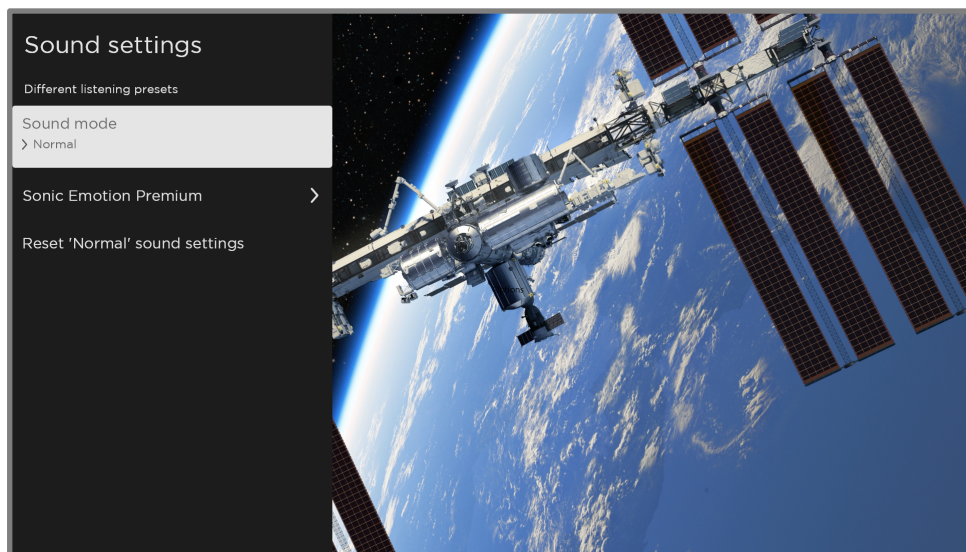 Sound settings
Different listening presets
Sound mode
Normal
Sonic Emotion Premium
Reset 'Normal' sound settings